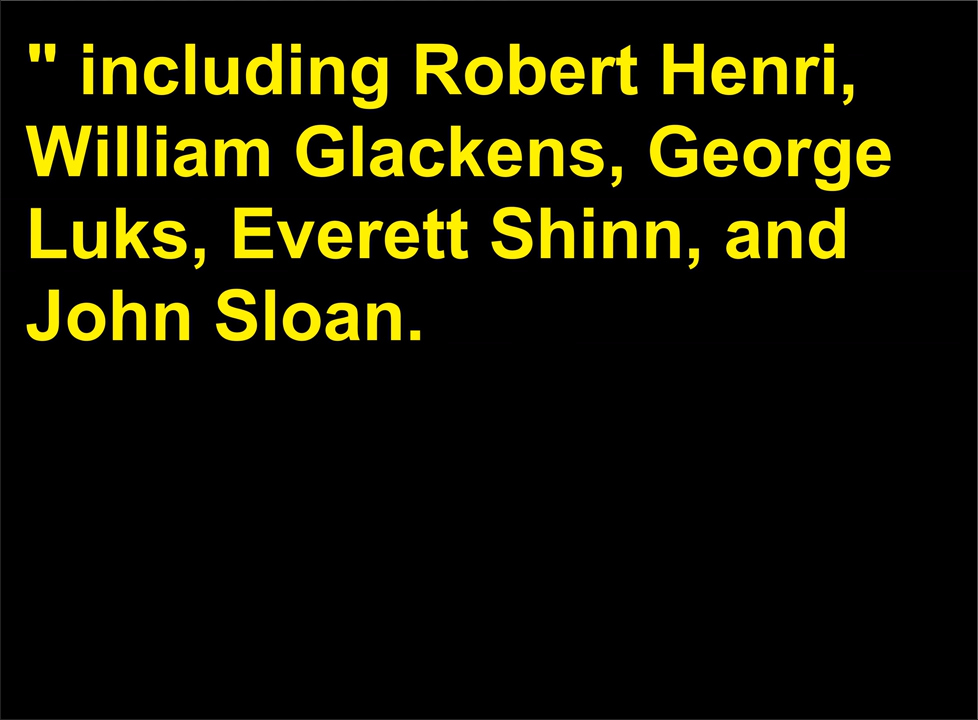 " including Robert Henri,
William Glackens, George
Luks, Everett Shinn, and
John Sloan.